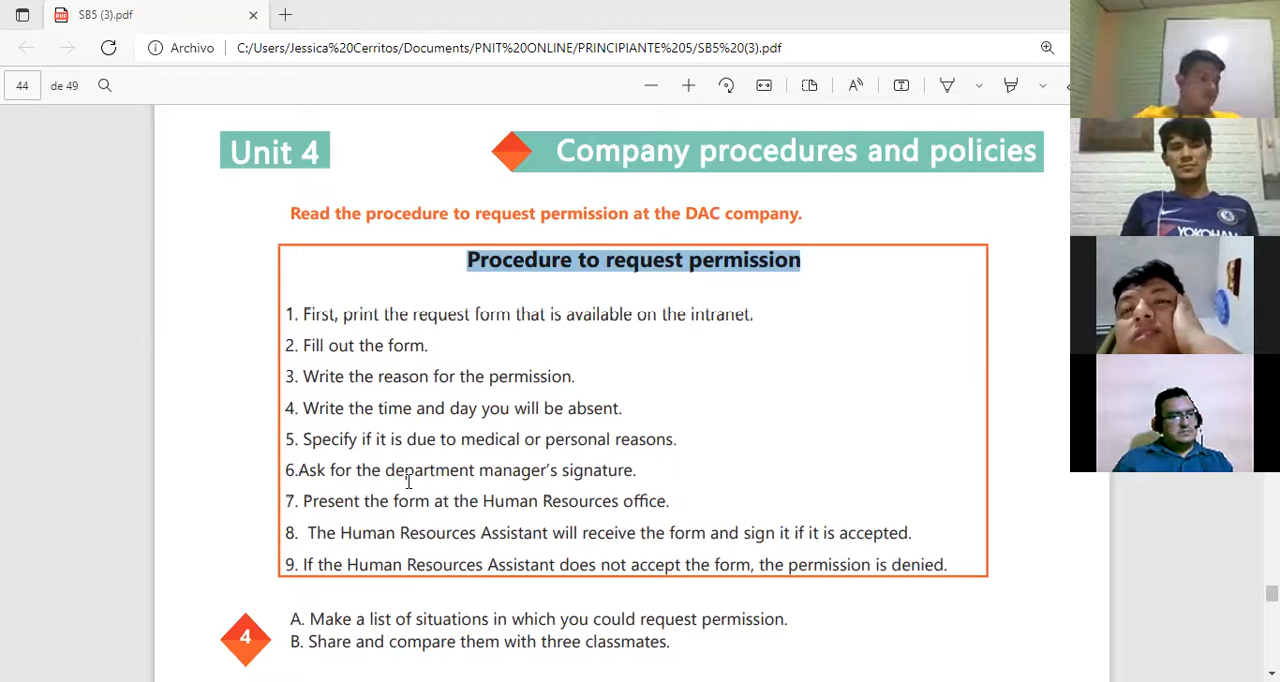 SB5 (3).pdf
Archivo
C:/Users/Jessica%20Cerritos/Documents/PNIT%20ONLINE/PRINCIPIANTE%205/SB5%20(3).pdf
44 de 49
Unit 4
Company procedures and policies
Read the procedure to request permission at the DAC company.
Procedure to request permission
1. First, print the request form that is available on the intranet.
2. Fill out the form.
3. Write the reason for the permission.
4. Write the time and day you will be absent.
5. Specify if it is due to medical or personal reasons.
6.Ask for the department manager's signature.
7. Present the form at the Human Resources office.
8. The Human Resources Assistant will receive the form and sign it if it is accepted.
9. If the Human Resources Assistant does not accept the form, the permission is denied.
4
A. Make a list of situations in which you could request permission.
B. Share and compare them with three classmates.
YOKOHAM